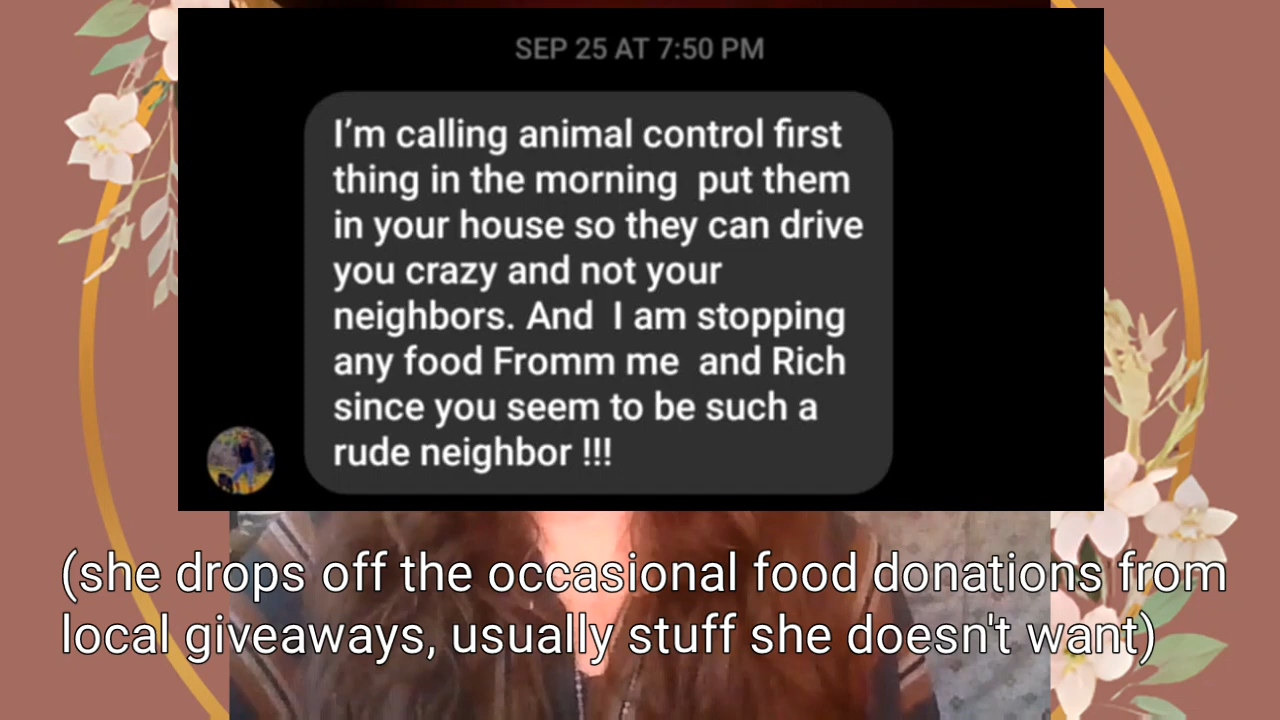 SEP 25 AT 7:50 PM
I’m calling animal control first
thing in the morning  put them
in your house so they can drive
you crazy and not your
neighbors. And  I am stopping
any food Fromm me  and Rich
since you seem to be such a
rude neighbor !!!
(she drops off the occasional food donations from
local giveaways, usually stuff she doesn't want)